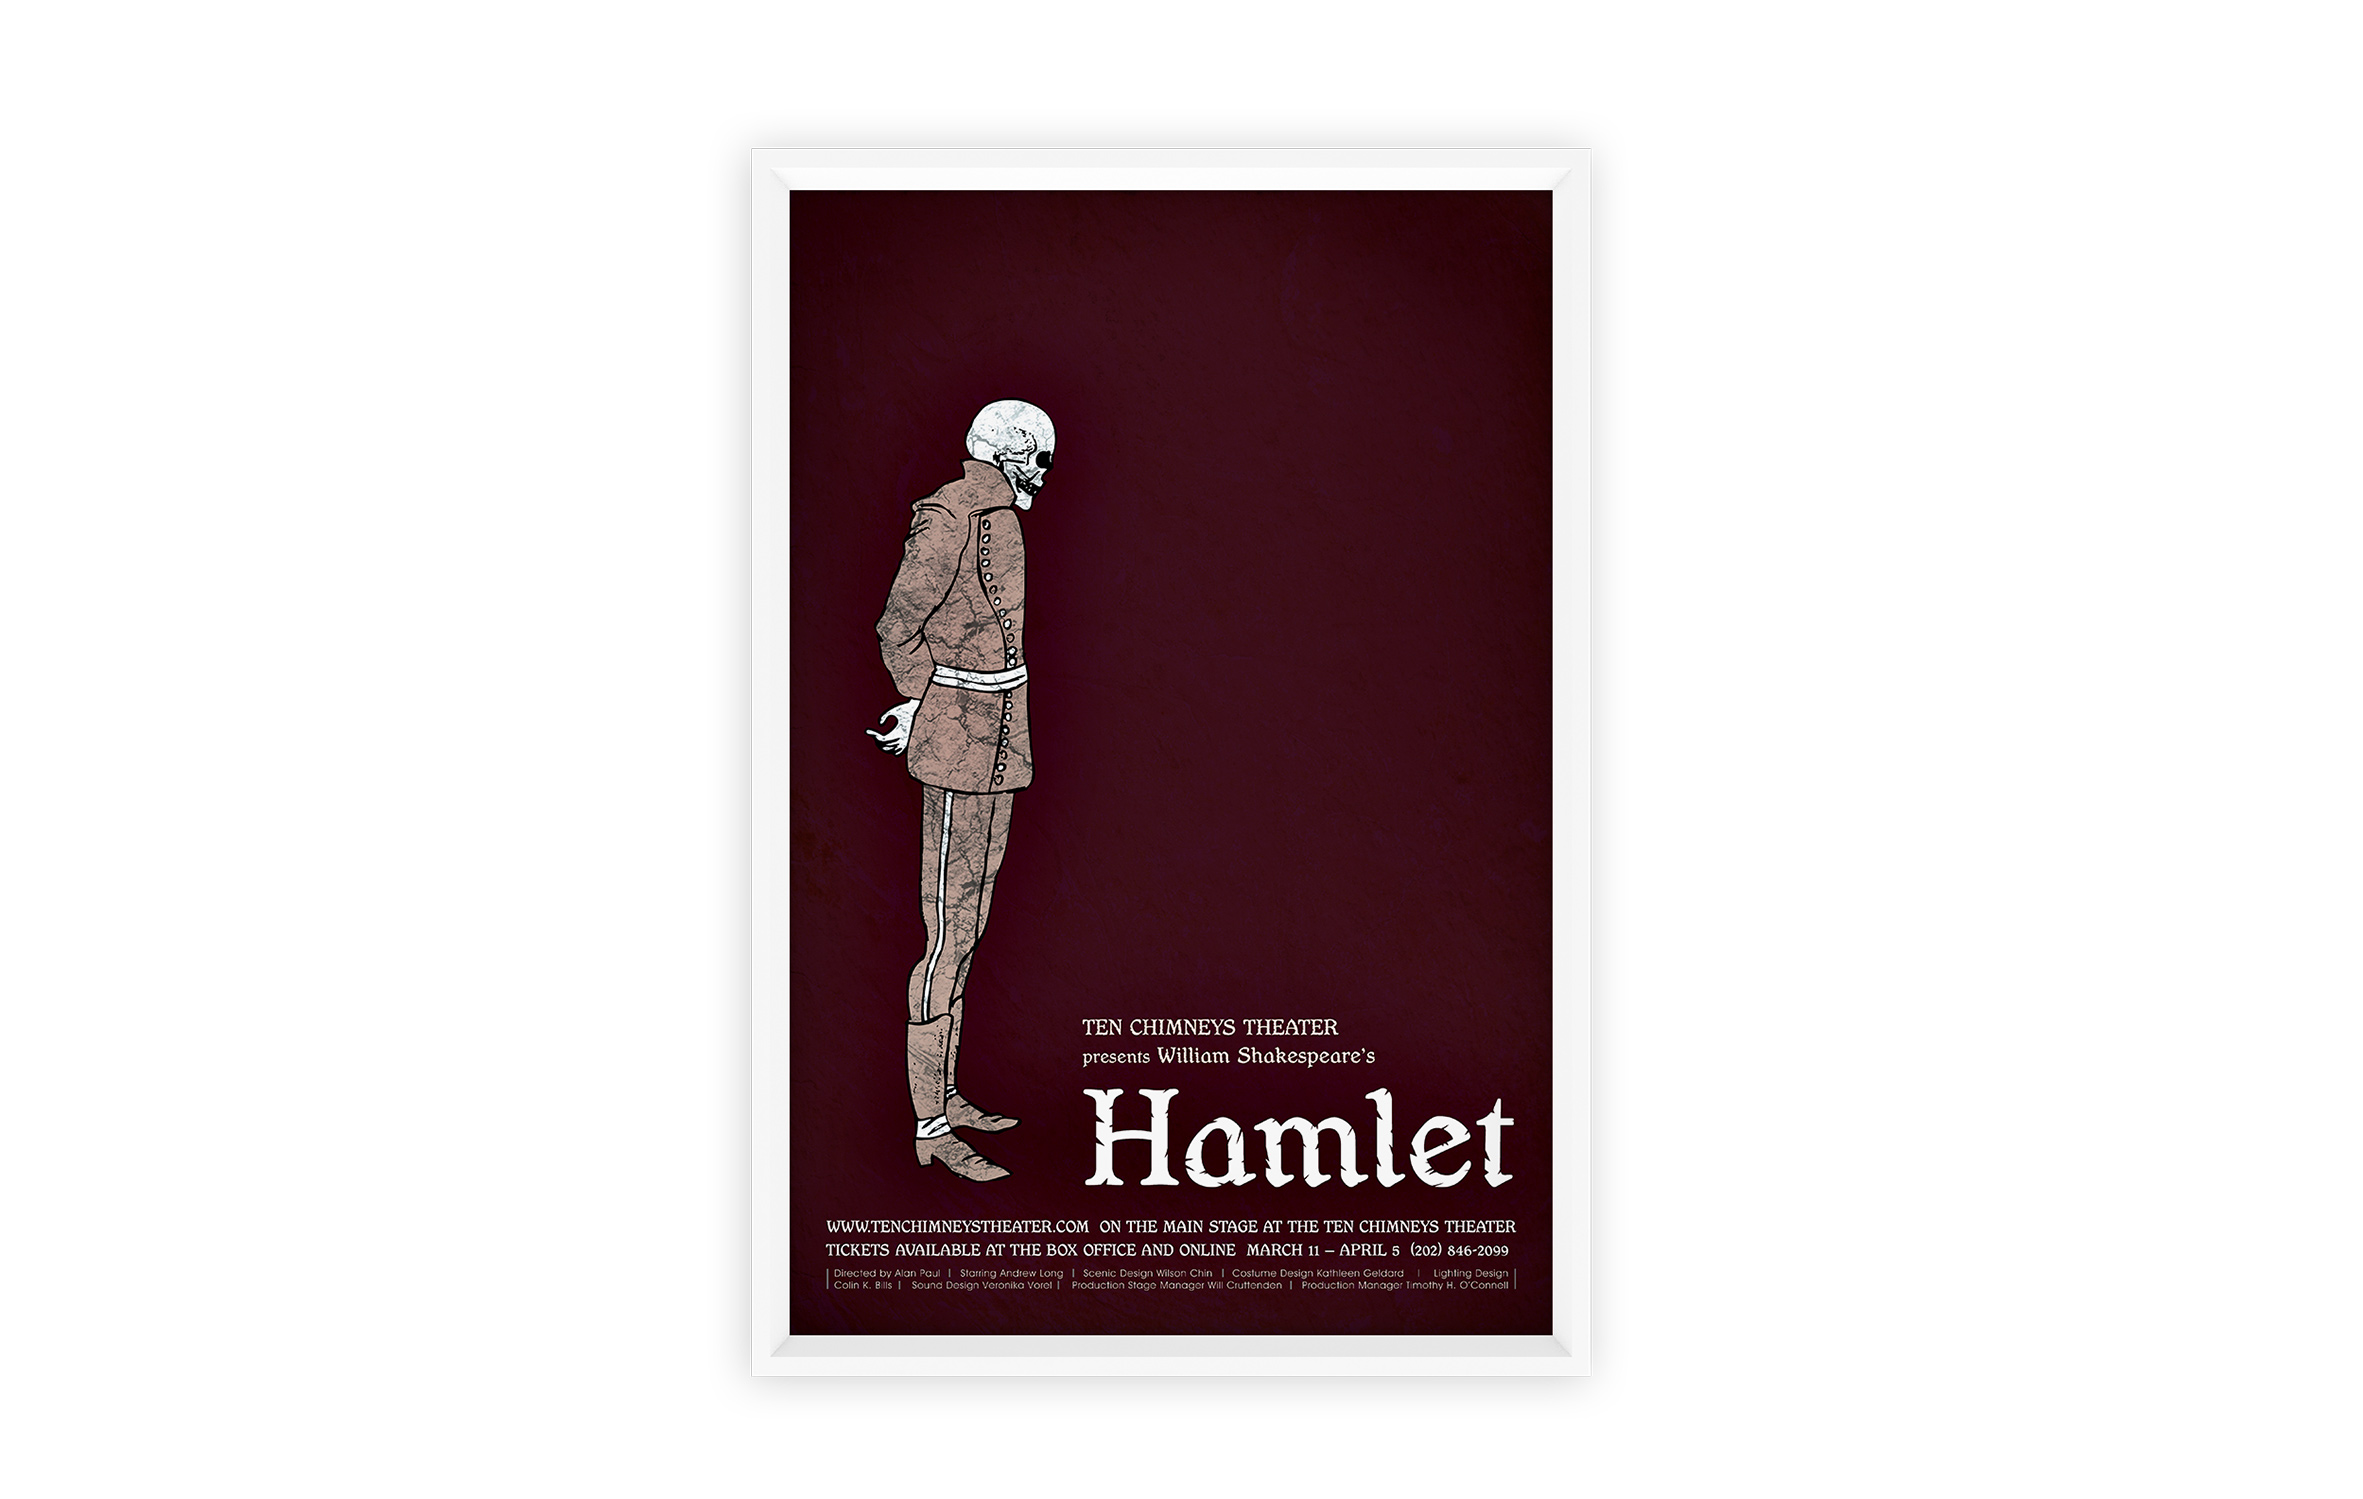 TEN CHIMNEYS THEATER
presents William Shakespeare's
Hamlet
WWW.TENCHIMNEYSTHEATER.COM ON THE MAIN STAGE AT THE TEN CHIMNEYS THEATER
TICKETS AVAILABLE AT THE BOX OFFICE AND ONLINE MARCH 11 – APRIL 5 (202) 846-2099
| Directed by Alan Paul | Starring Andrew Long | Scenic Design Wilson Chin | Costume Design Kathleen Geldard | Lighting Design |
Colin K. Bills | Sound Design Veronika Vorel | Production Stage Manager Will Cruttenden | Production Manager Timothy H. O'Connell |